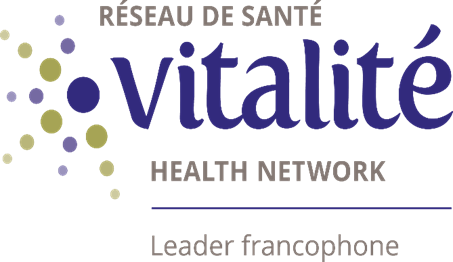 RÉSEAU DE SANTÉ
vitalité
HEALTH NETWORK
Leader francophone